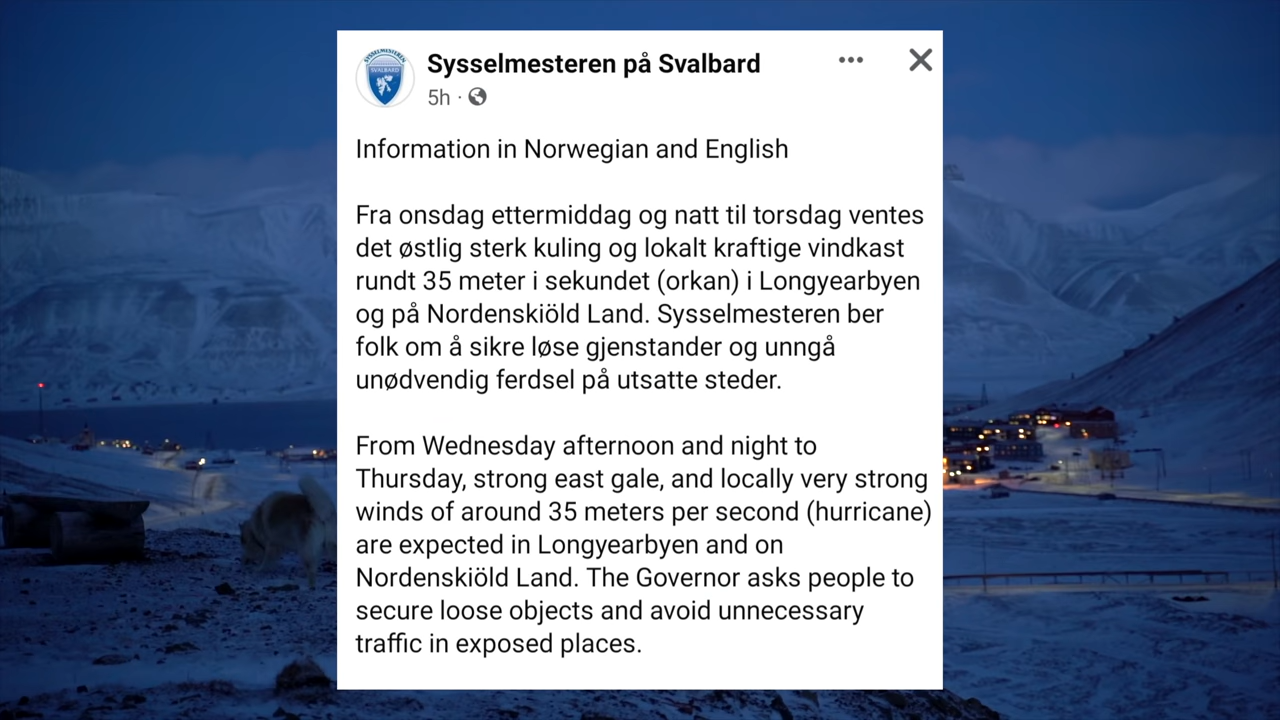 SYSSELMESTEREN
SVALBARD
Sysselmesteren på Svalbard
5h ·
Information in Norwegian and English
Fra onsdag ettermiddag og natt til torsdag ventes
det østlig sterk kuling og lokalt kraftige vindkast
rundt 35 meter i sekundet (orkan) i Longyearbyen
og på Nordenskiöld Land. Sysselmesteren ber
folk om å sikre løse gjenstander og unngå
unødvendig ferdsel på utsatte steder.
From Wednesday afternoon and night to
Thursday, strong east gale, and locally very strong
winds of around 35 meters per second (hurricane)
are expected in Longyearbyen and on
Nordenskiöld Land. The Governor asks people to
secure loose objects and avoid unnecessary
traffic in exposed places.